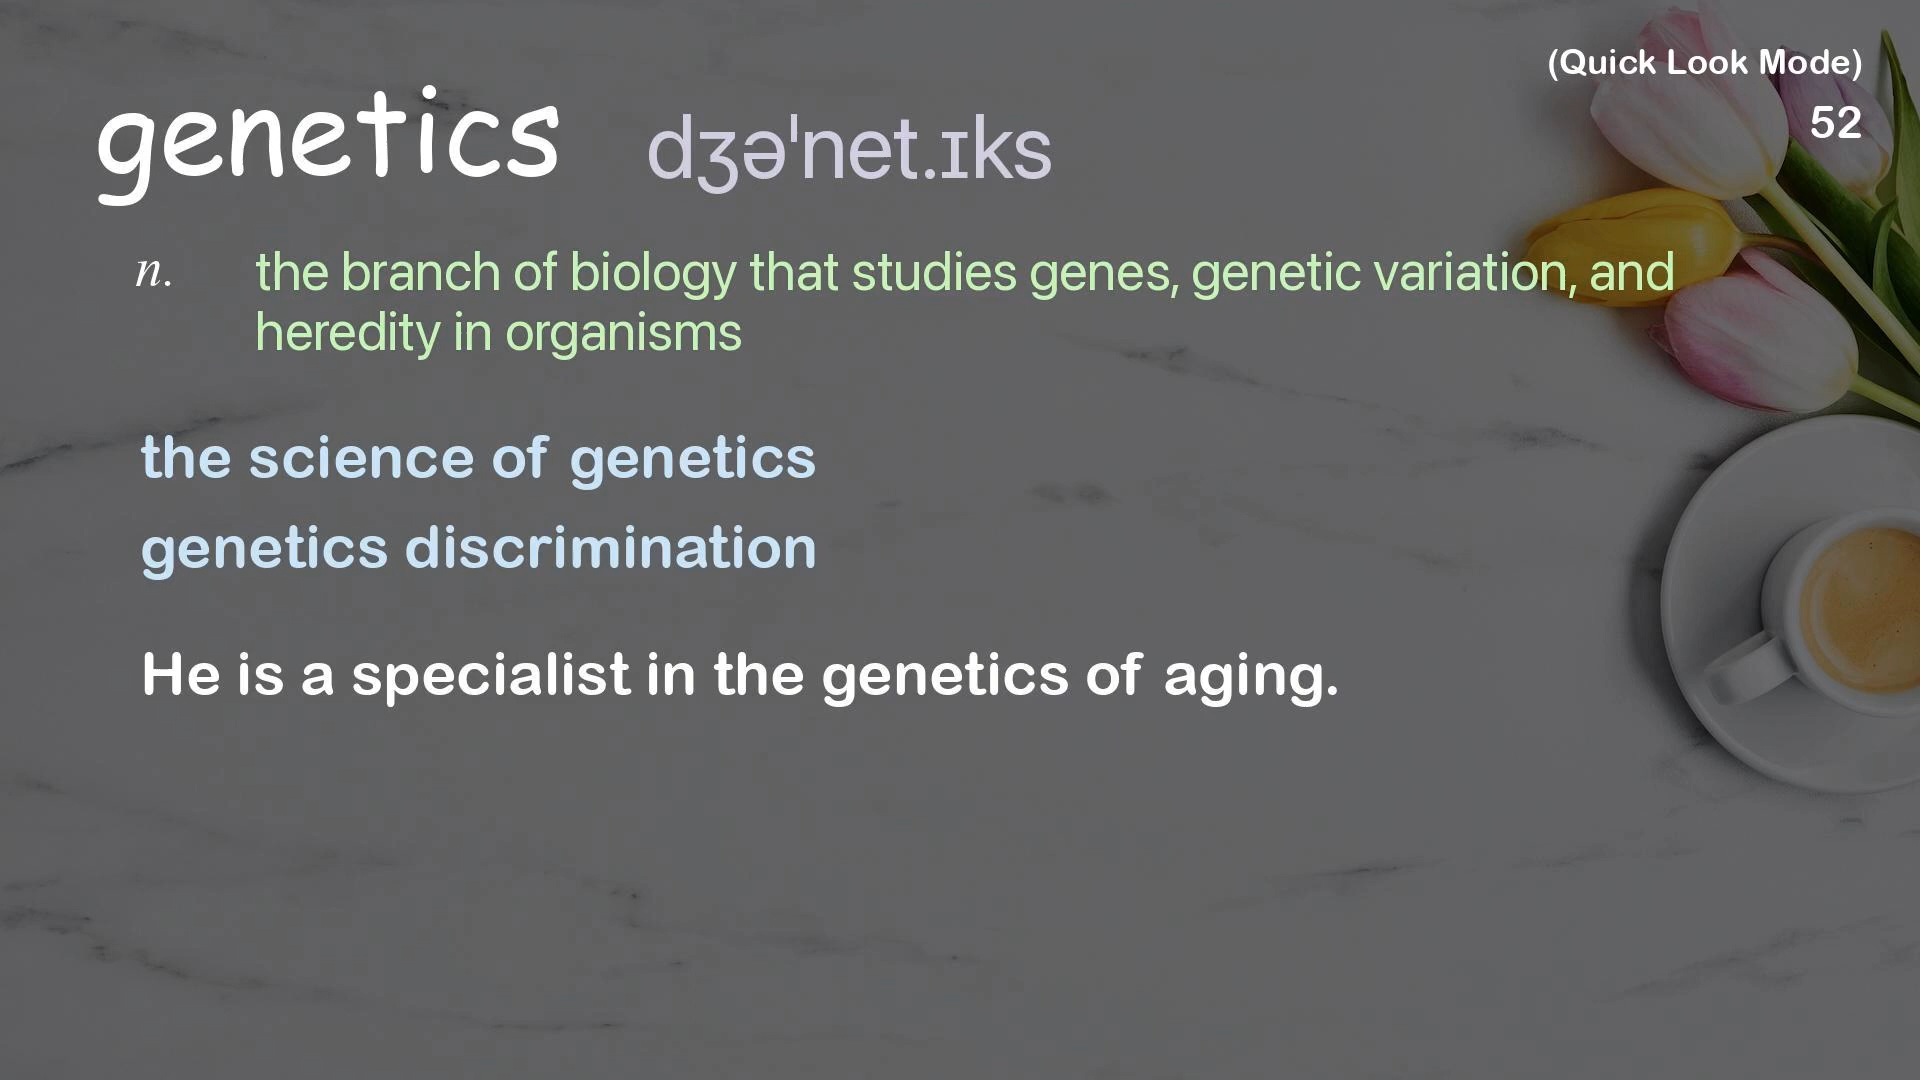 (Quick Look Mode)
52
genetics dʒəˈnet.ɪks
n. the branch of biology that studies genes, genetic variation, and
heredity in organisms
the science of genetics
genetics discrimination
He is a specialist in the genetics of aging.